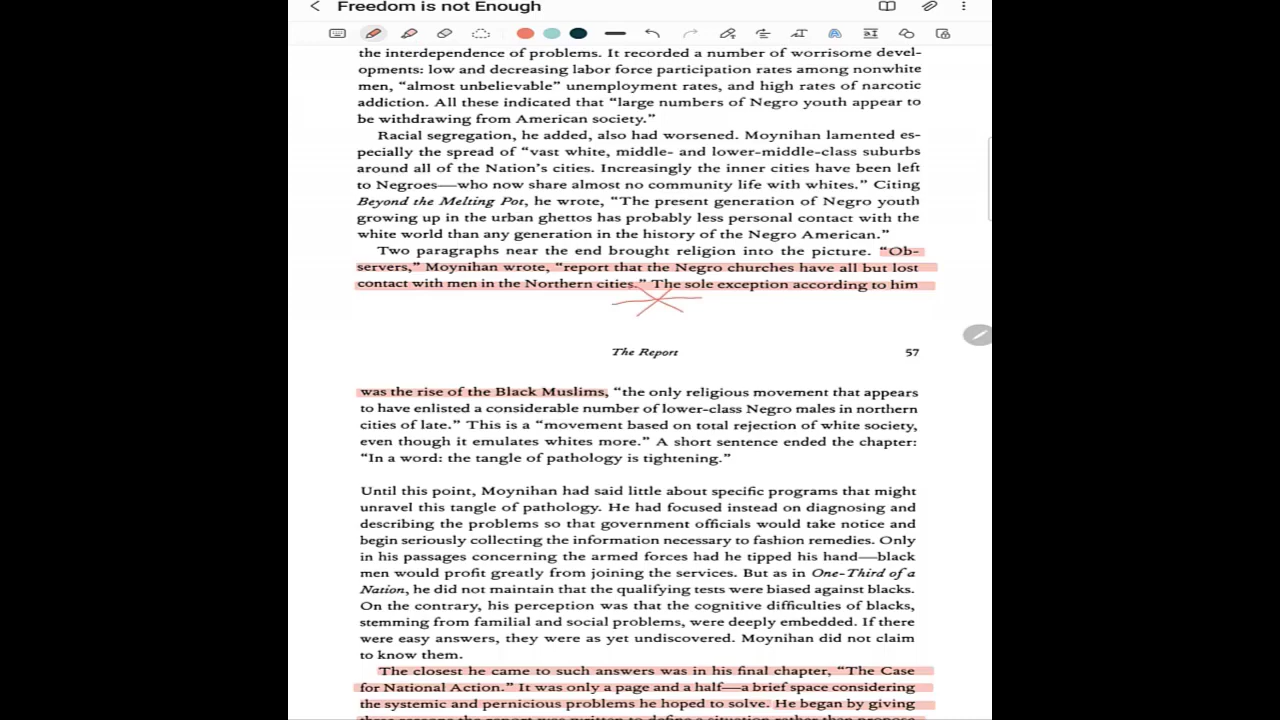 Freedom is not Enough
the interdependence of problems. It recorded a number of worrisome devel-
opments: low and decreasing labor force participation rates among nonwhite
men, “almost unbelievable” unemployment rates, and high rates of narcotic
addiction. All these indicated that “large numbers of Negro youth appear to
be withdrawing from American society.”
Racial segregation, he added, also had worsened. Moynihan lamented es-
pecially the spread of “vast white, middle- and lower-middle-class suburbs
around all of the Nation’s cities. Increasingly the inner cities have been left
to Negroes—who now share almost no community life with whites.” Citing
Beyond the Melting Pot, he wrote, “The present generation of Negro youth
growing up in the urban ghettos has probably less personal contact with the
white world than any generation in the history of the Negro American.”
Two paragraphs near the end brought religion into the picture. “Ob-
servers,” Moynihan wrote, “report that the Negro churches have all but lost
contact with men in the Northern cities.” The sole exception according to him
The Report 57
was the rise of the Black Muslims, “the only religious movement that appears
to have enlisted a considerable number of lower-class Negro males in northern
cities of late.” This is a “movement based on total rejection of white society,
even though it emulates whites more.” A short sentence ended the chapter:
“In a word: the tangle of pathology is tightening.”
Until this point, Moynihan had said little about specific programs that might
unravel this tangle of pathology. He had focused instead on diagnosing and
describing the problems so that government officials would take notice and
begin seriously collecting the information necessary to fashion remedies. Only
in his passages concerning the armed forces had he tipped his hand—black
men would profit greatly from joining the services. But as in One-Third of a
Nation, he did not maintain that the qualifying tests were biased against blacks.
On the contrary, his perception was that the cognitive difficulties of blacks,
stemming from familial and social problems, were deeply embedded. If there
were easy answers, they were as yet undiscovered. Moynihan did not claim
to know them.
The closest he came to such answers was in his final chapter, “The Case
for National Action.” It was only a page and a half—a brief space considering
the systemic and pernicious problems he hoped to solve. He began by giving
three reasons the report was written to define a situation rather than propose